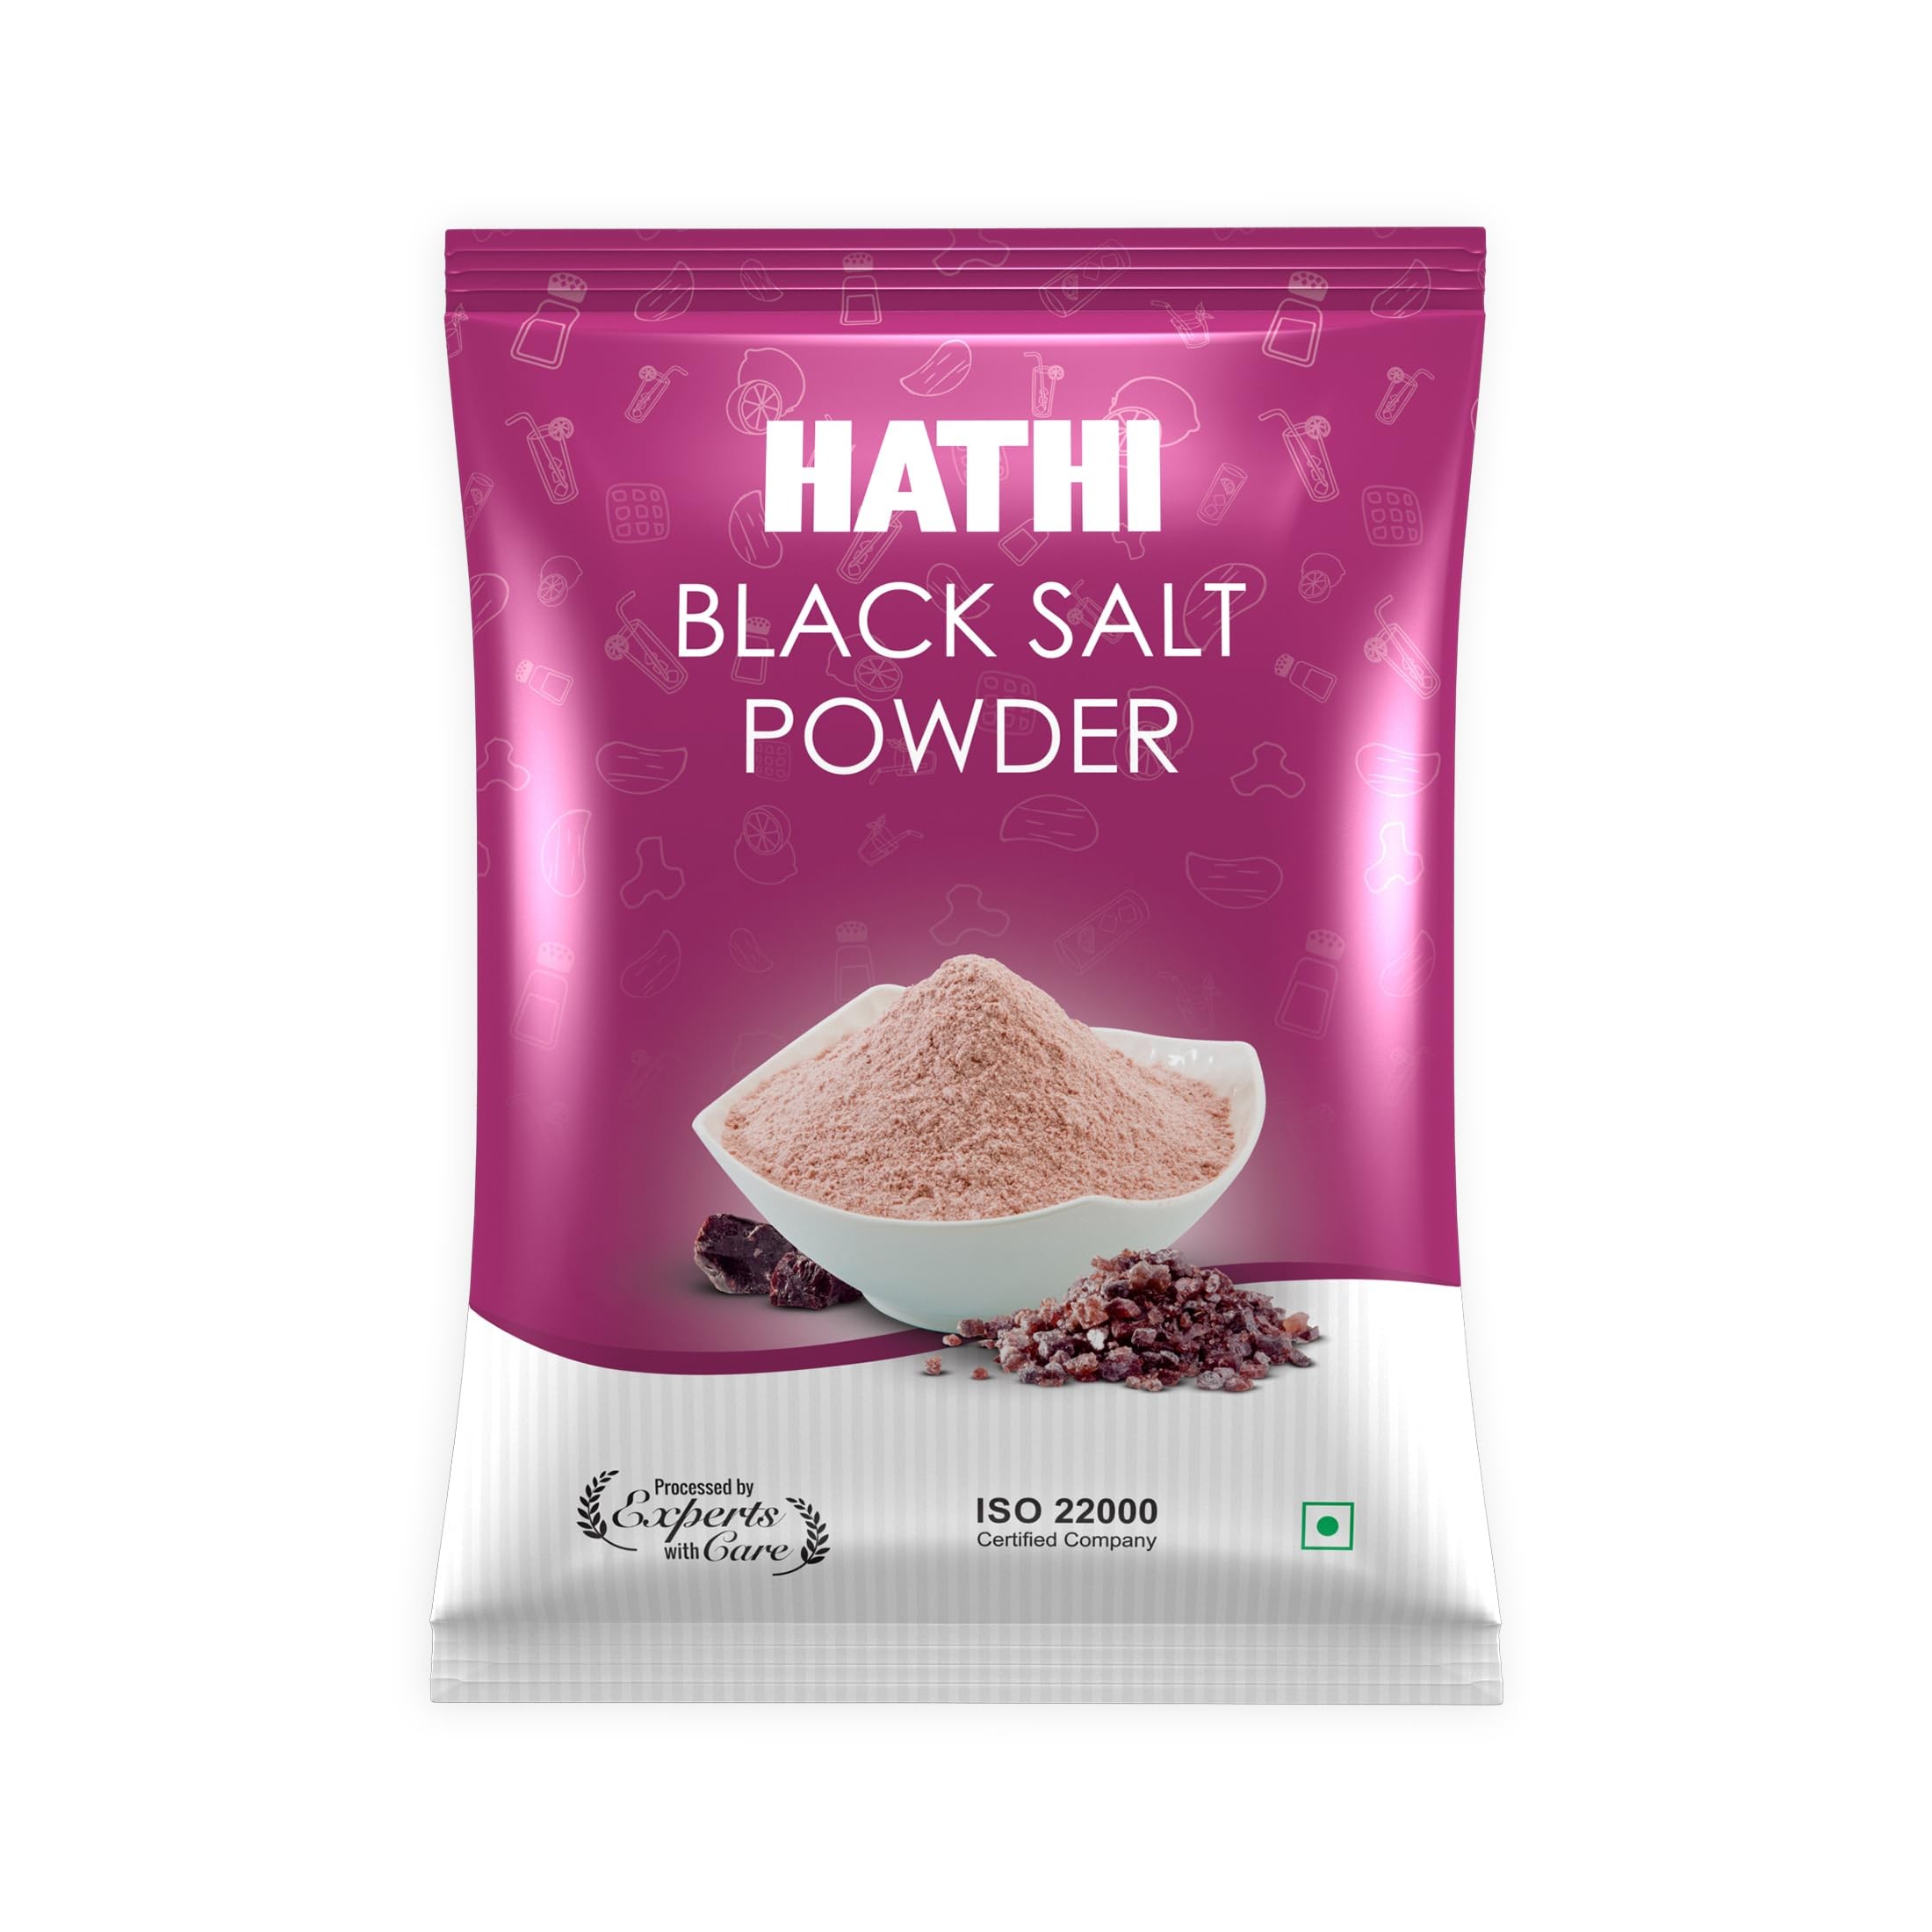 HATHI
BLACK SALT
POWDER
Processed by
Experts
with Care
ISO 22000
Certified Company